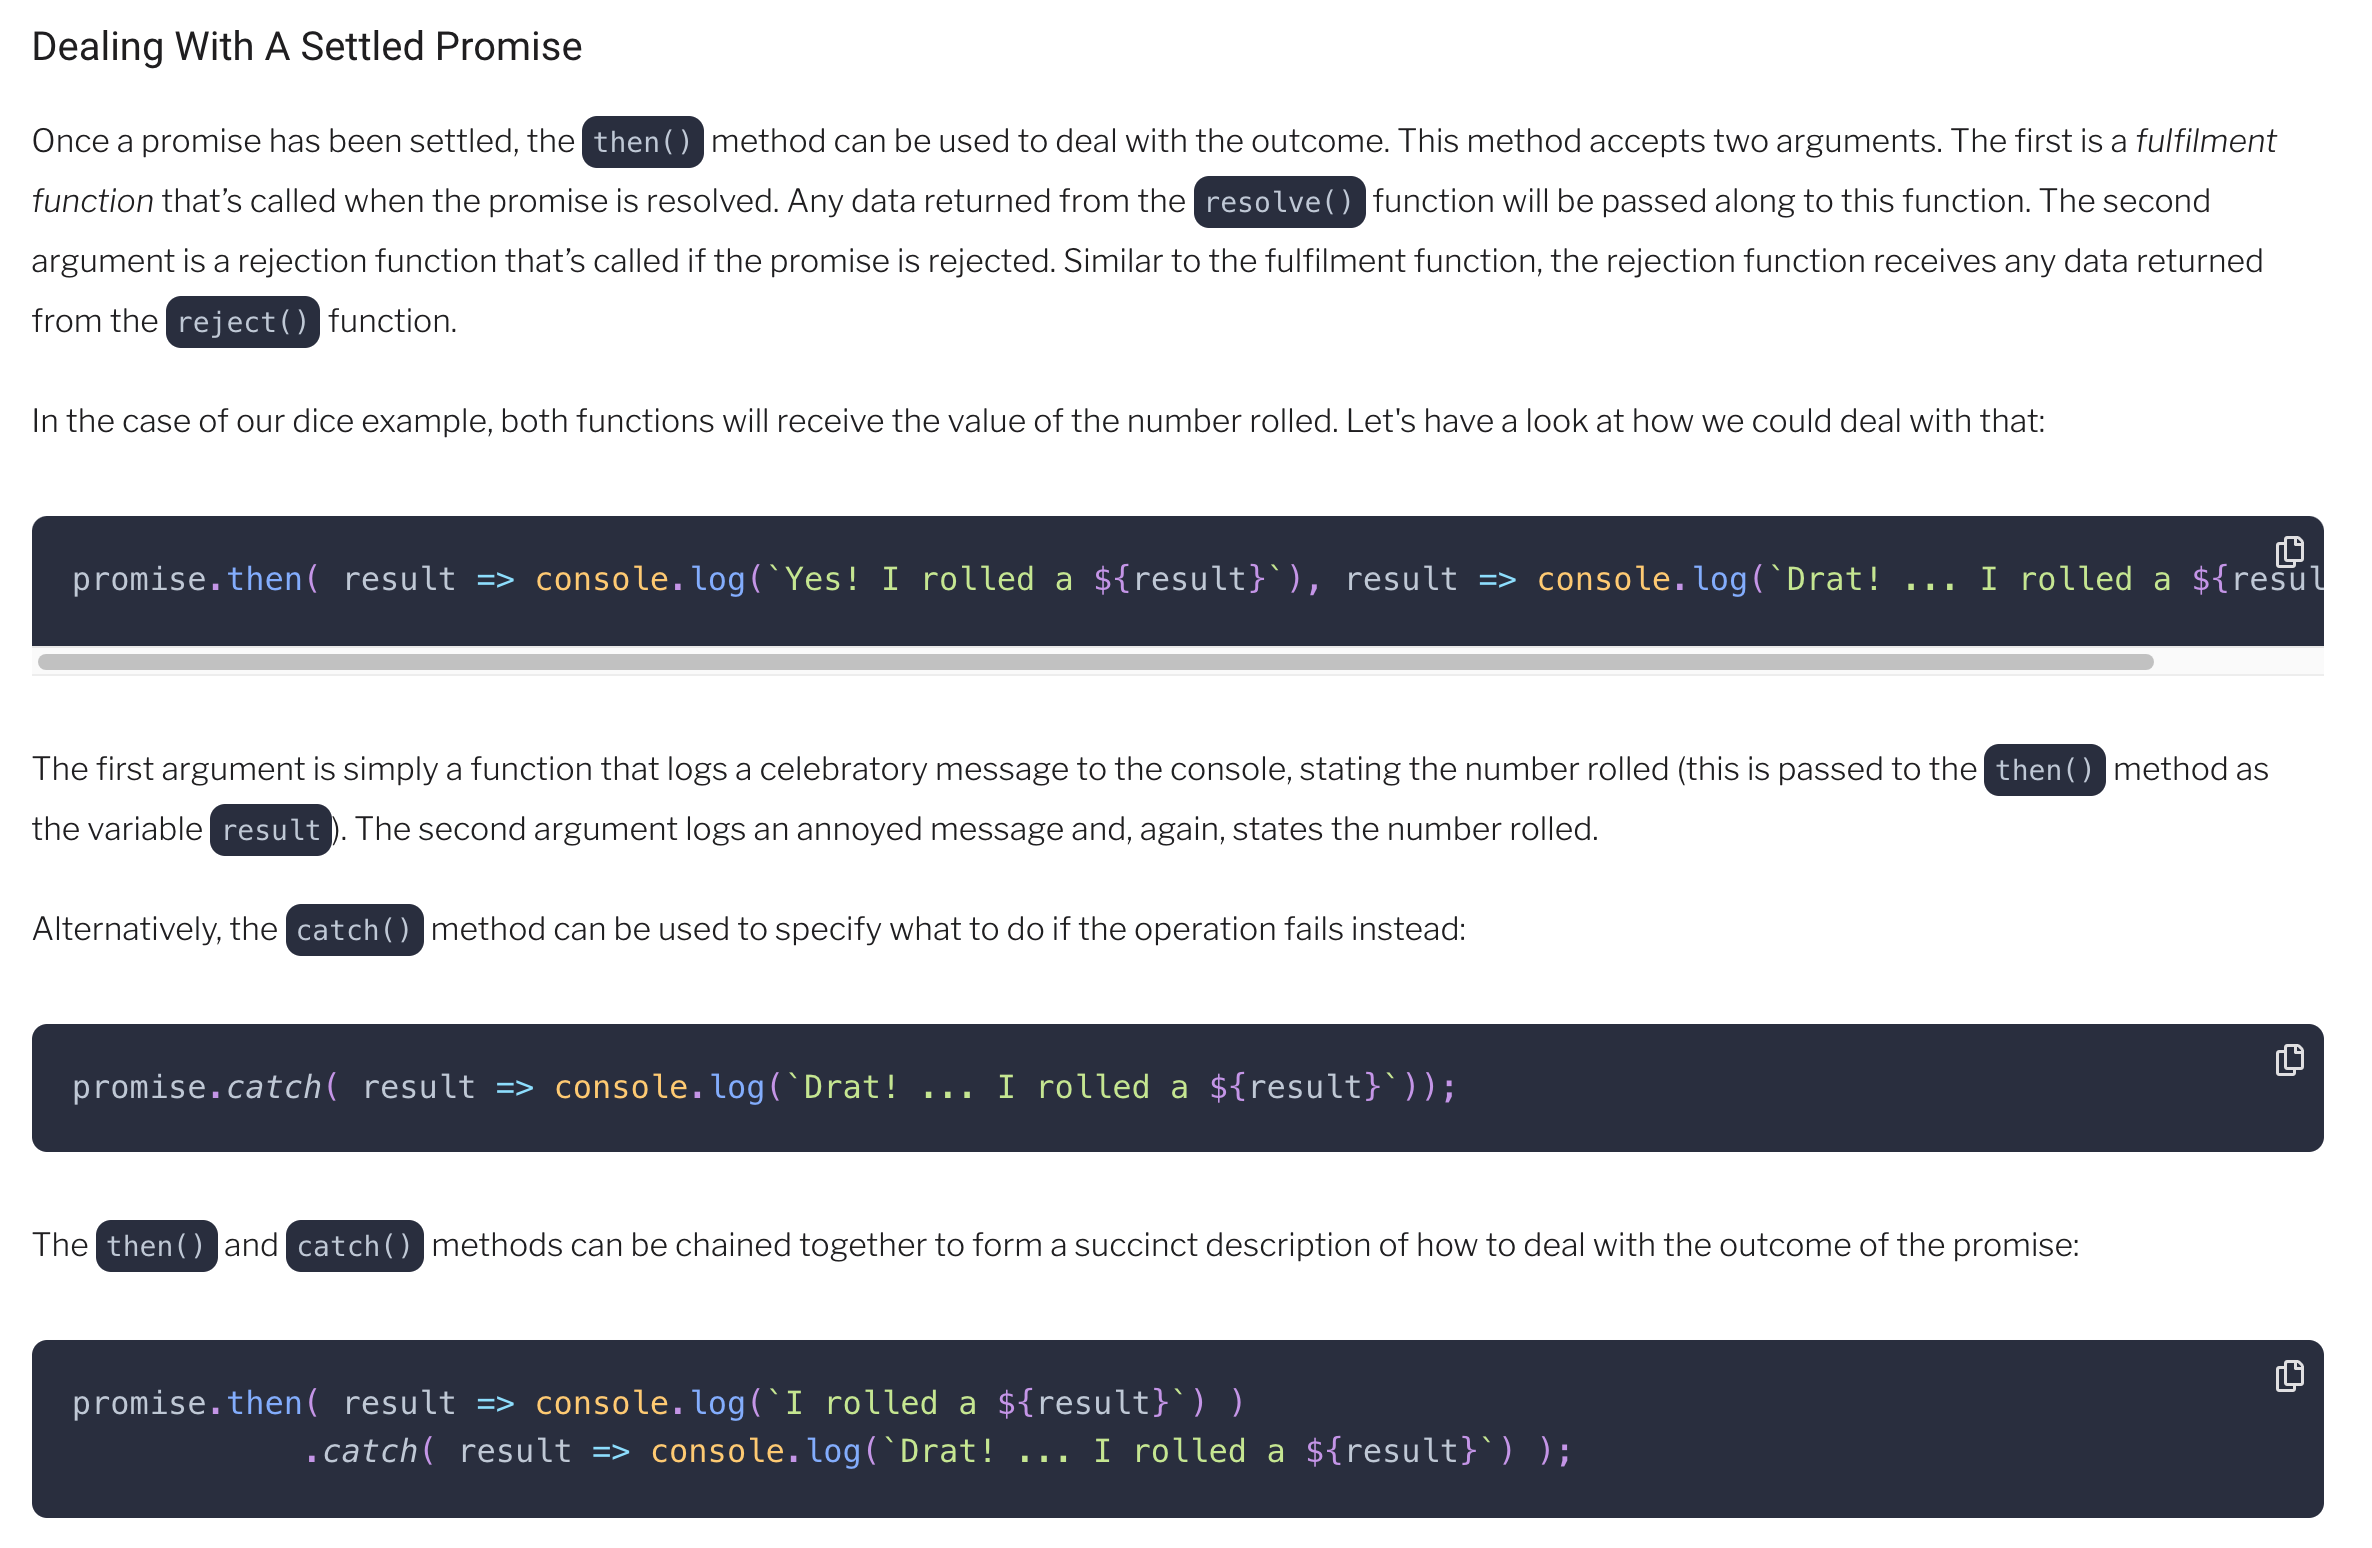 Dealing With A Settled Promise
Once a promise has been settled, the then() method can be used to deal with the outcome. This method accepts two arguments. The first is a fulfilment
function that’s called when the promise is resolved. Any data returned from the resolve() function will be passed along to this function. The second
argument is a rejection function that’s called if the promise is rejected. Similar to the fulfilment function, the rejection function receives any data returned
from the reject() function.
In the case of our dice example, both functions will receive the value of the number rolled. Let's have a look at how we could deal with that:
promise.then( result => console.log(`Yes! I rolled a ${result}`), result => console.log(`Drat! ... I rolled a ${resul
The first argument is simply a function that logs a celebratory message to the console, stating the number rolled (this is passed to the then() method as
the variable result). The second argument logs an annoyed message and, again, states the number rolled.
Alternatively, the catch() method can be used to specify what to do if the operation fails instead:
promise.catch( result => console.log(`Drat! ... I rolled a ${result}`));
The then() and catch() methods can be chained together to form a succinct description of how to deal with the outcome of the promise:
promise.then( result => console.log(`I rolled a ${result}`) )
.catch( result => console.log(`Drat! ... I rolled a ${result}`) );